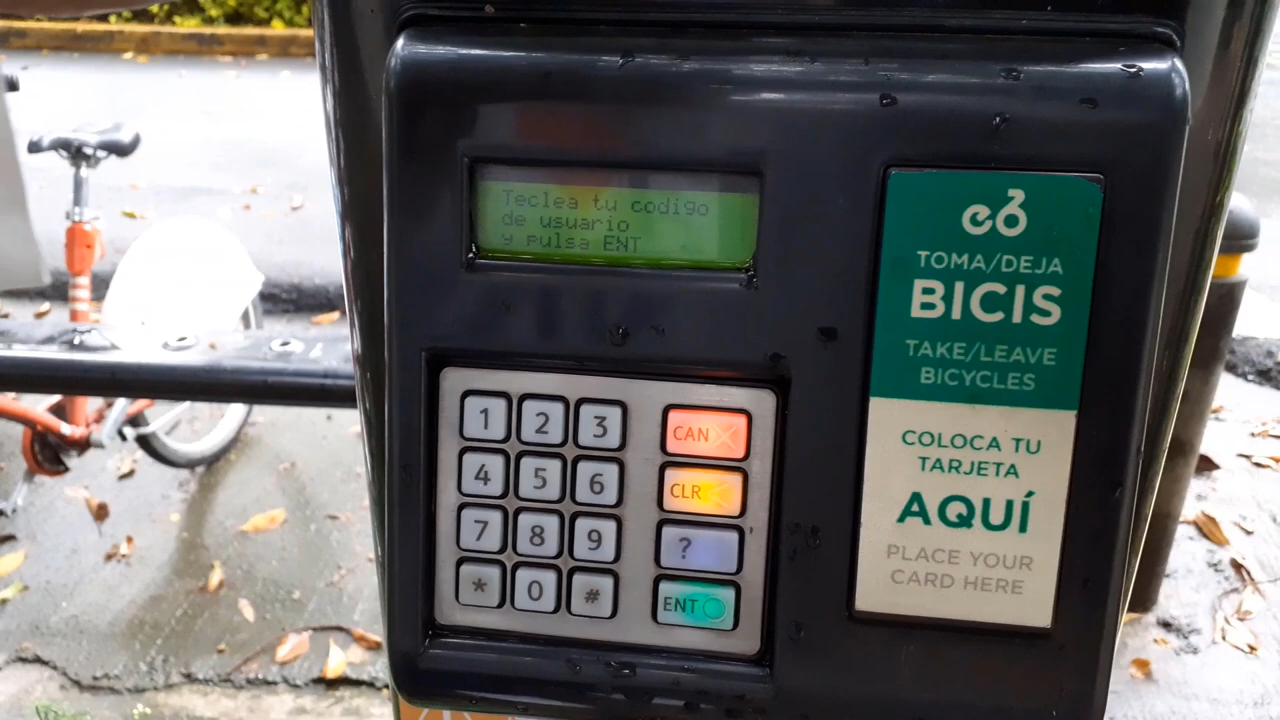 Teclea tu codigo
de usuario
y pulsa ENT
1 2 3 CAN
4 5 6 CLR
7 8 9 ?
* 0 # ENT
TOMA/DEJA
BICIS
TAKE/LEAVE
BICYCLES
COLOCA TU
TARJETA
AQUÍ
PLACE YOUR
CARD HERE